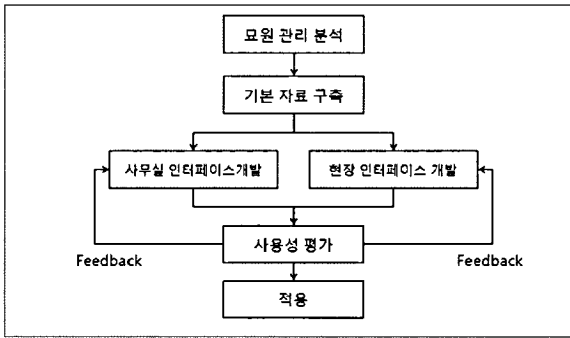 묘원 관리 분석
기본 자료 구축
사무실 인터페이스개발
현장 인터페이스 개발
사용성 평가
Feedback
Feedback
적용